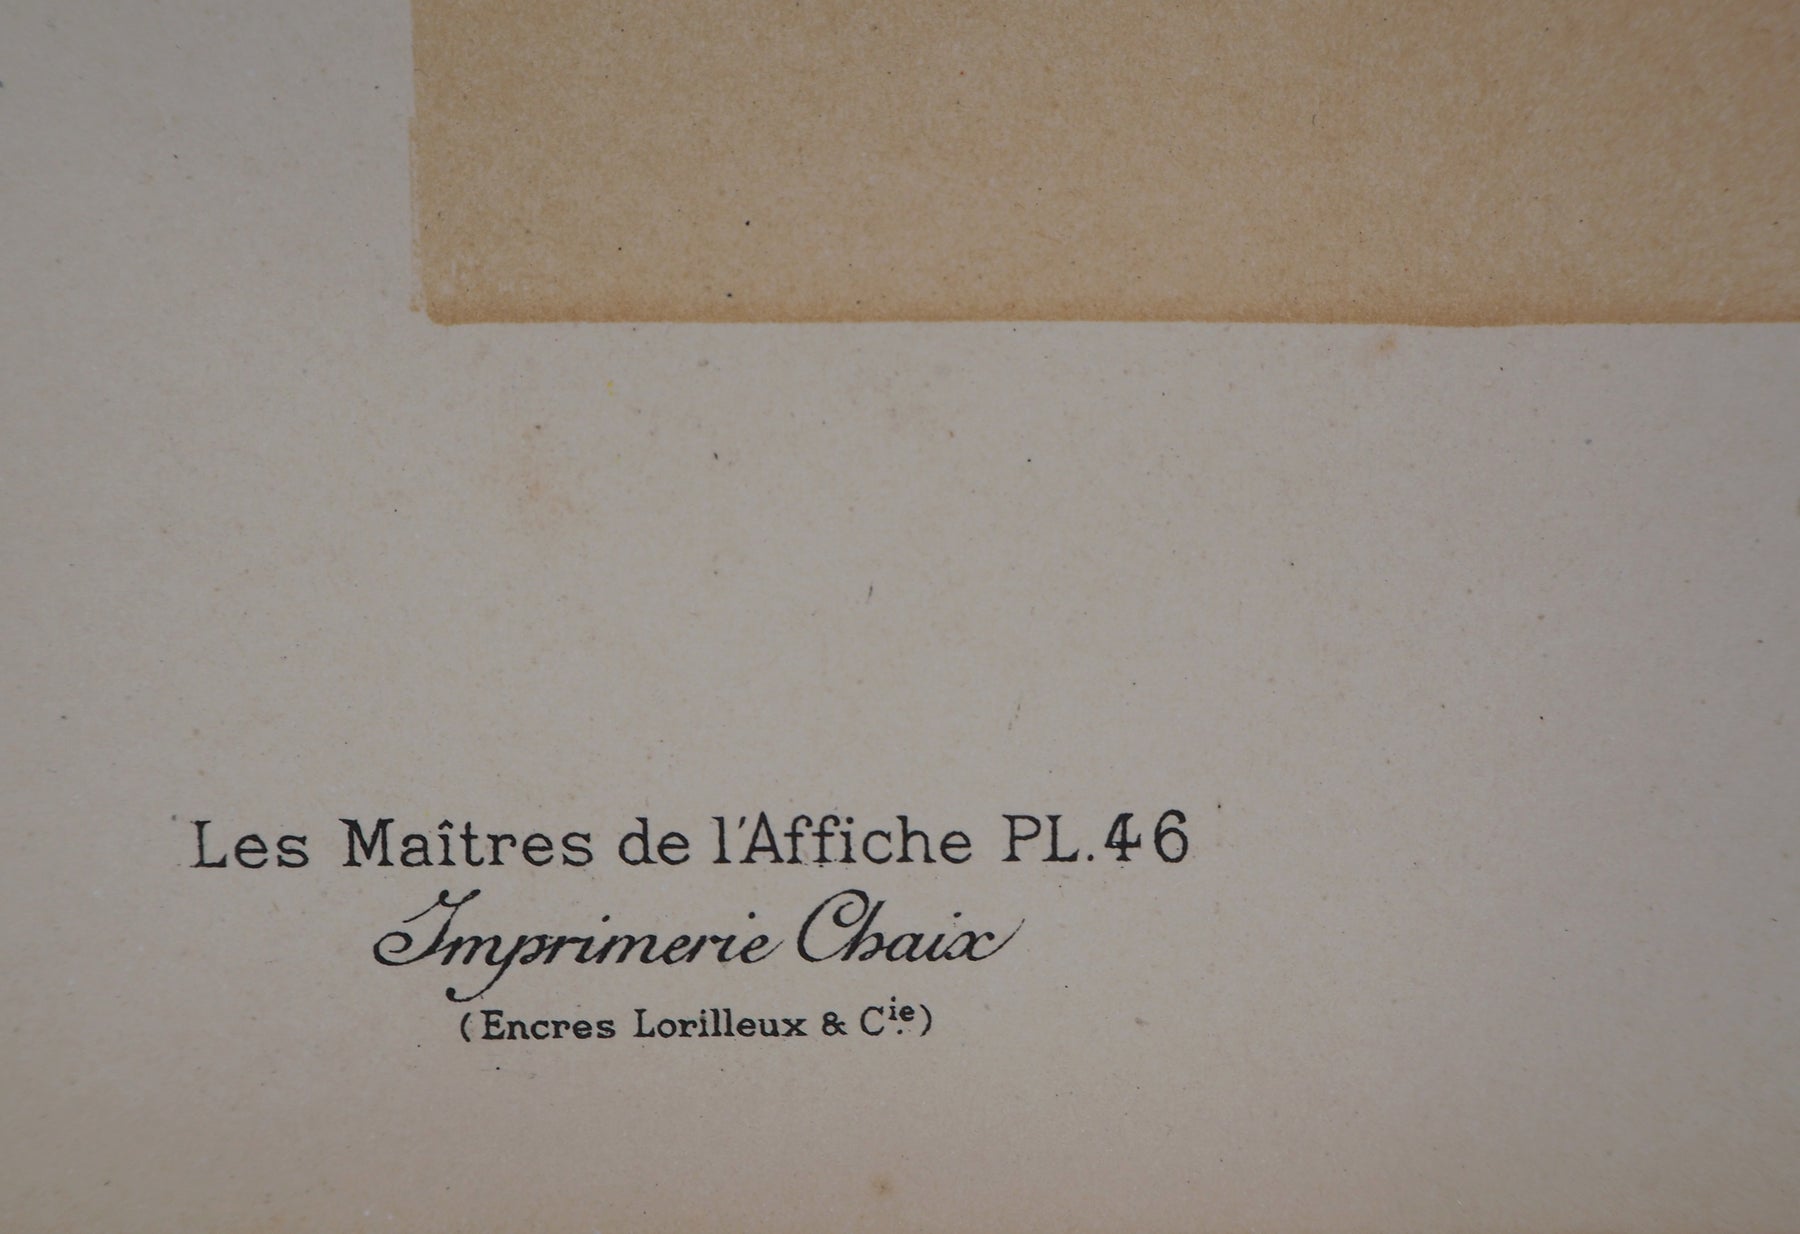 Les Maîtres de l'Affiche PL.46
Imprimerie Chaix
(Encres Lorilleux & Cie.)